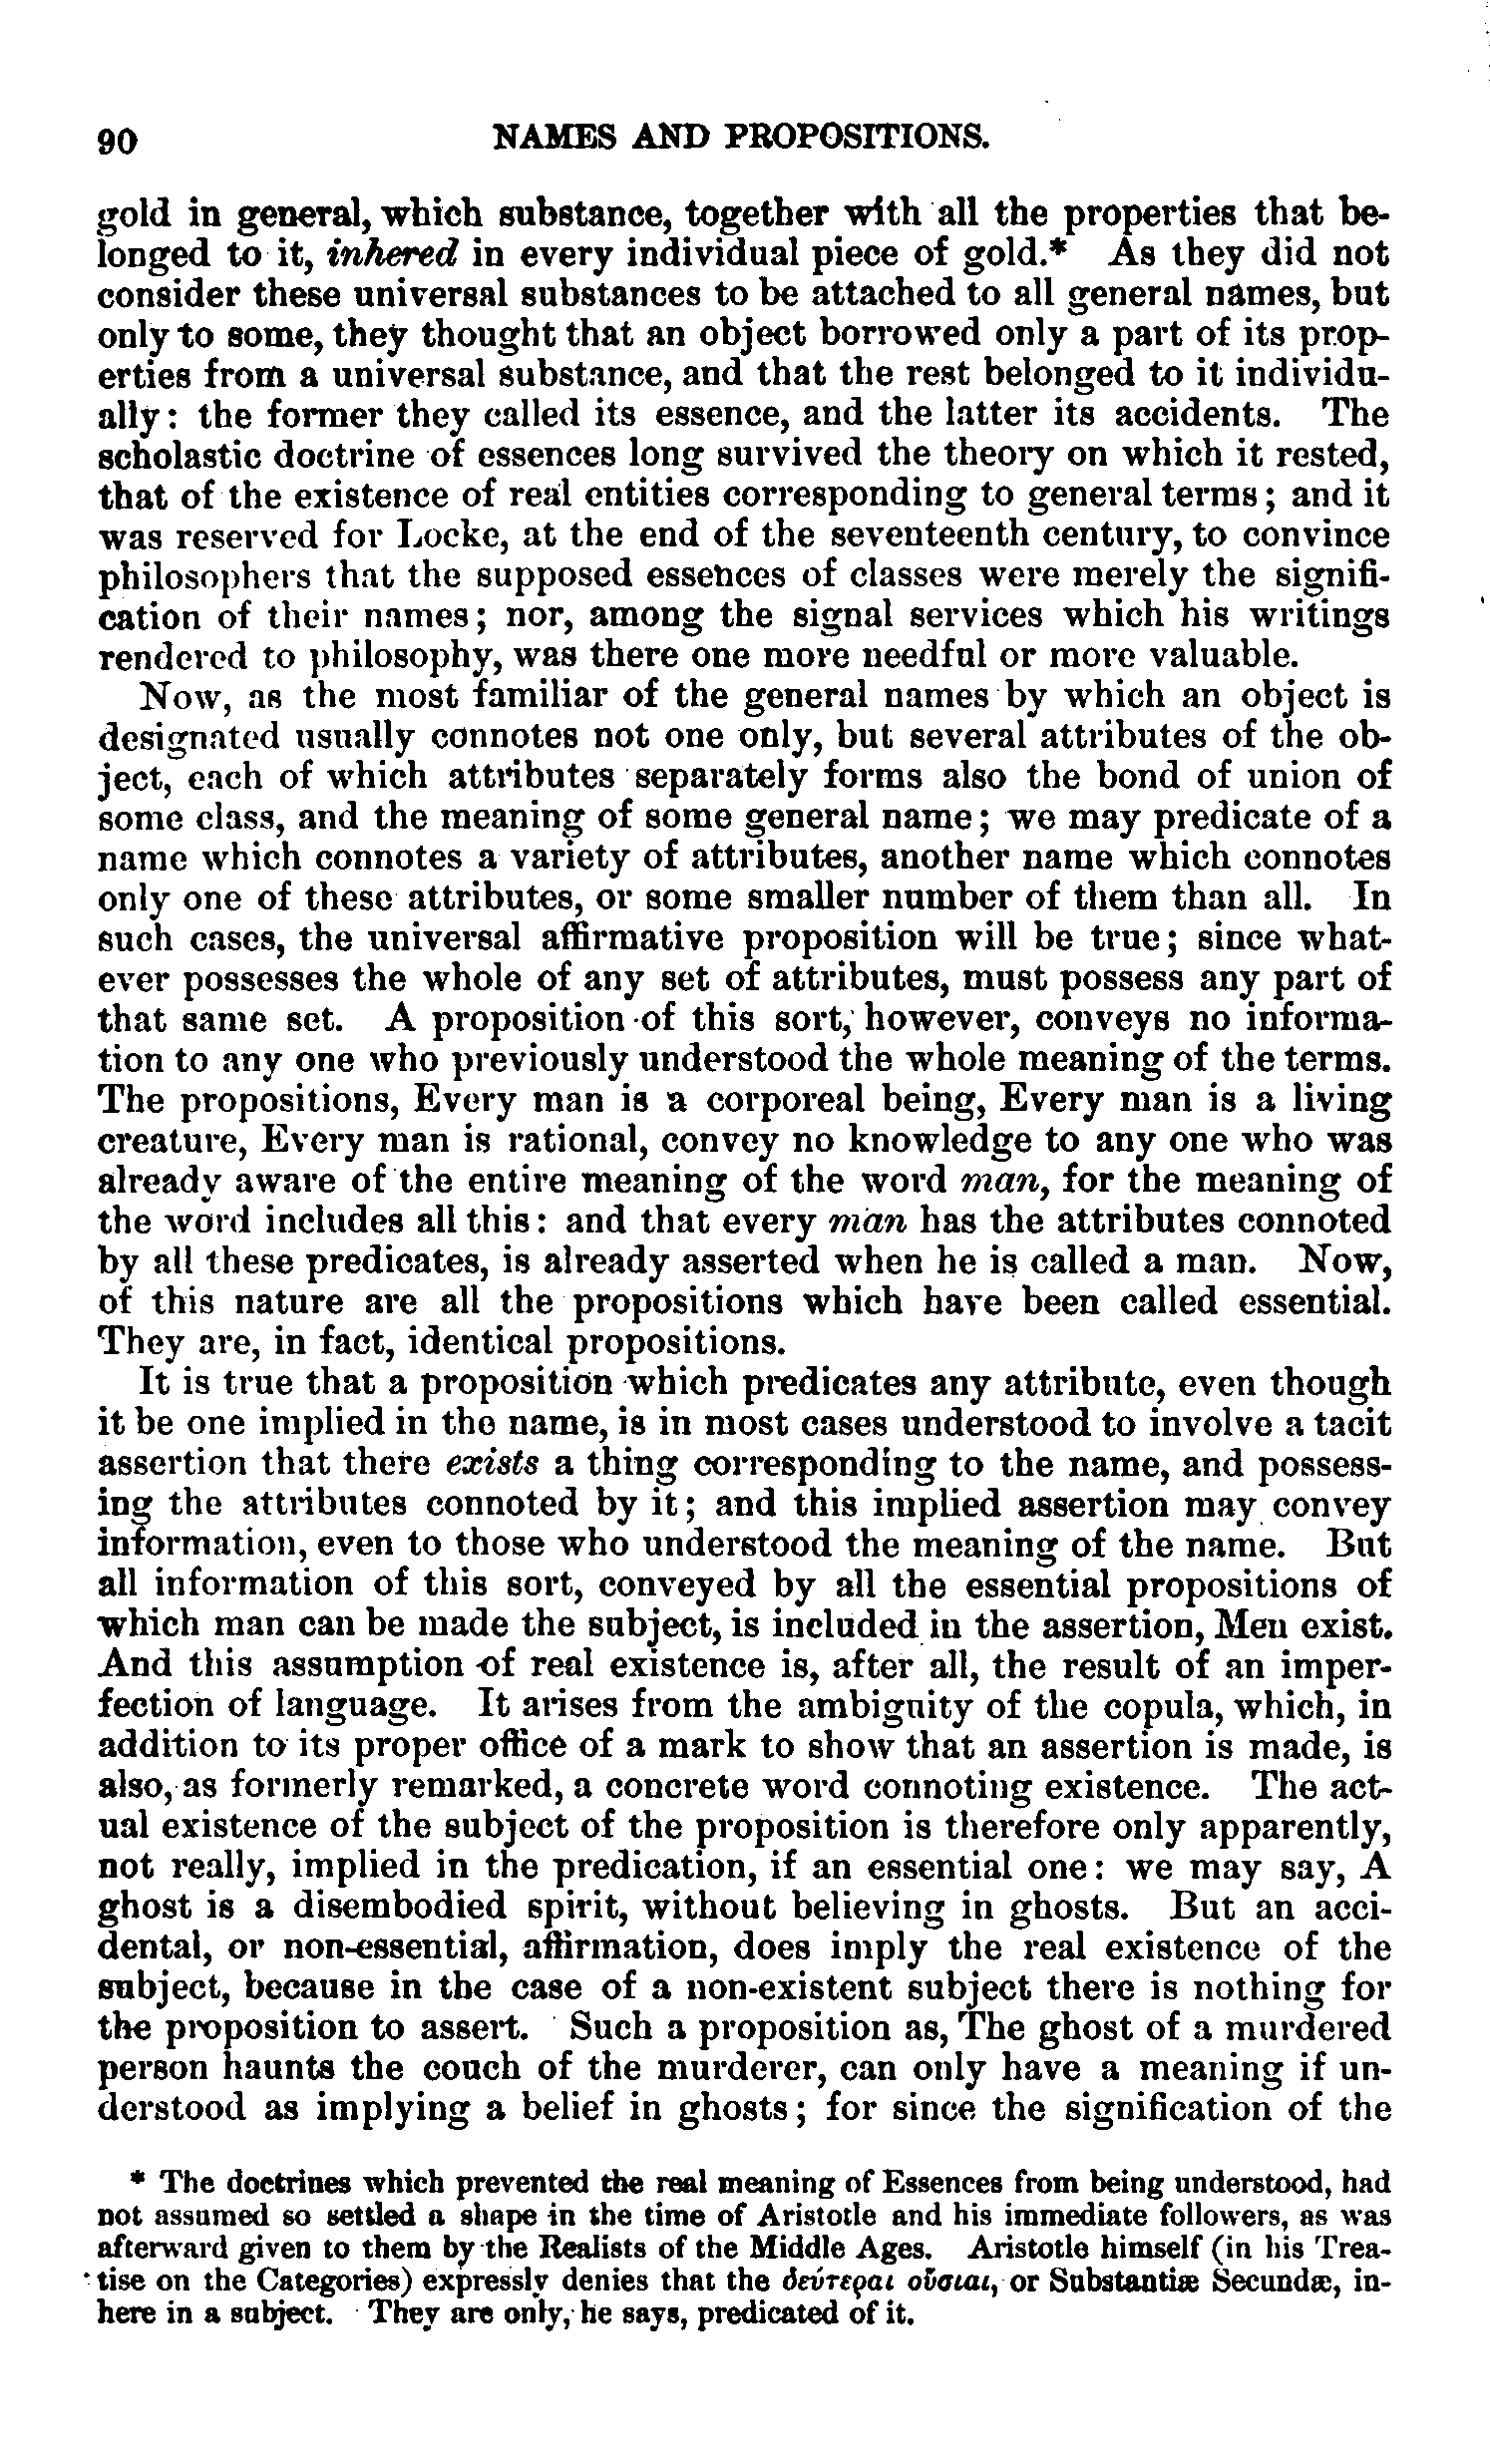 90 NAMES AND PROPOSITIONS.
gold in general, which substance, together with all the properties that be-
longed to it, inhered in every individual piece of gold.* As they did not
consider these universal substances to be attached to all general names, but
only to some, they thought that an object borrowed only a part of its prop-
erties from a universal substance, and that the rest belonged to it individu-
ally: the former they called its essence, and the latter its accidents. The
scholastic doctrine of essences long survived the theory on which it rested,
that of the existence of real entities corresponding to general terms; and it
was reserved for Locke, at the end of the seventeenth century, to convince
philosophers that the supposed essences of classes were merely the signifi-
cation of their names; nor, among the signal services which his writings
rendered to philosophy, was there one more needful or more valuable.
Now, as the most familiar of the general names by which an object is
designated usually connotes not one only, but several attributes of the ob-
ject, each of which attributes separately forms also the bond of union of
some class, and the meaning of some general name; we may predicate of a
name which connotes a variety of attributes, another name which connotes
only one of these attributes, or some smaller number of them than all. In
such cases, the universal affirmative proposition will be true; since what-
ever possesses the whole of any set of attributes, must possess any part of
that same set. A proposition of this sort, however, conveys no informa-
tion to any one who previously understood the whole meaning of the terms.
The propositions, Every man is a corporeal being, Every man is a living
creature, Every man is rational, convey no knowledge to any one who was
already aware of the entire meaning of the word man, for the meaning of
the word includes all this: and that every man has the attributes connoted
by all these predicates, is already asserted when he is called a man. Now,
of this nature are all the propositions which have been called essential.
They are, in fact, identical propositions.
It is true that a proposition which predicates any attribute, even though
it be one implied in the name, is in most cases understood to involve a tacit
assertion that there exists a thing corresponding to the name, and possess-
ing the attributes connoted by it; and this implied assertion may convey
information, even to those who understood the meaning of the name. But
all information of this sort, conveyed by all the essential propositions of
which man can be made the subject, is included in the assertion, Men exist.
And this assumption of real existence is, after all, the result of an imper-
fection of language. It arises from the ambiguity of the copula, which, in
addition to its proper office of a mark to show that an assertion is made, is
also, as formerly remarked, a concrete word connoting existence. The act-
ual existence of the subject of the proposition is therefore only apparently,
not really, implied in the predication, if an essential one: we may say, A
ghost is a disembodied spirit, without believing in ghosts. But an acci-
dental, or non-essential, affirmation, does imply the real existence of the
subject, because in the case of a non-existent subject there is nothing for
the proposition to assert. Such a proposition as, The ghost of a murdered
person haunts the couch of the murderer, can only have a meaning if un-
derstood as implying a belief in ghosts; for since the signification of the
* The doctrines which prevented the real meaning of Essences from being understood, had
not assumed so settled a shape in the time of Aristotle and his immediate followers, as was
afterward given to them by the Realists of the Middle Ages. Aristotle himself (in his Trea-
tise on the Categories) expressly denies that the δεύτεραι οὔσιαι, or Substantiæ Secundæ, in-
here in a subject. They are only, he says, predicated of it.